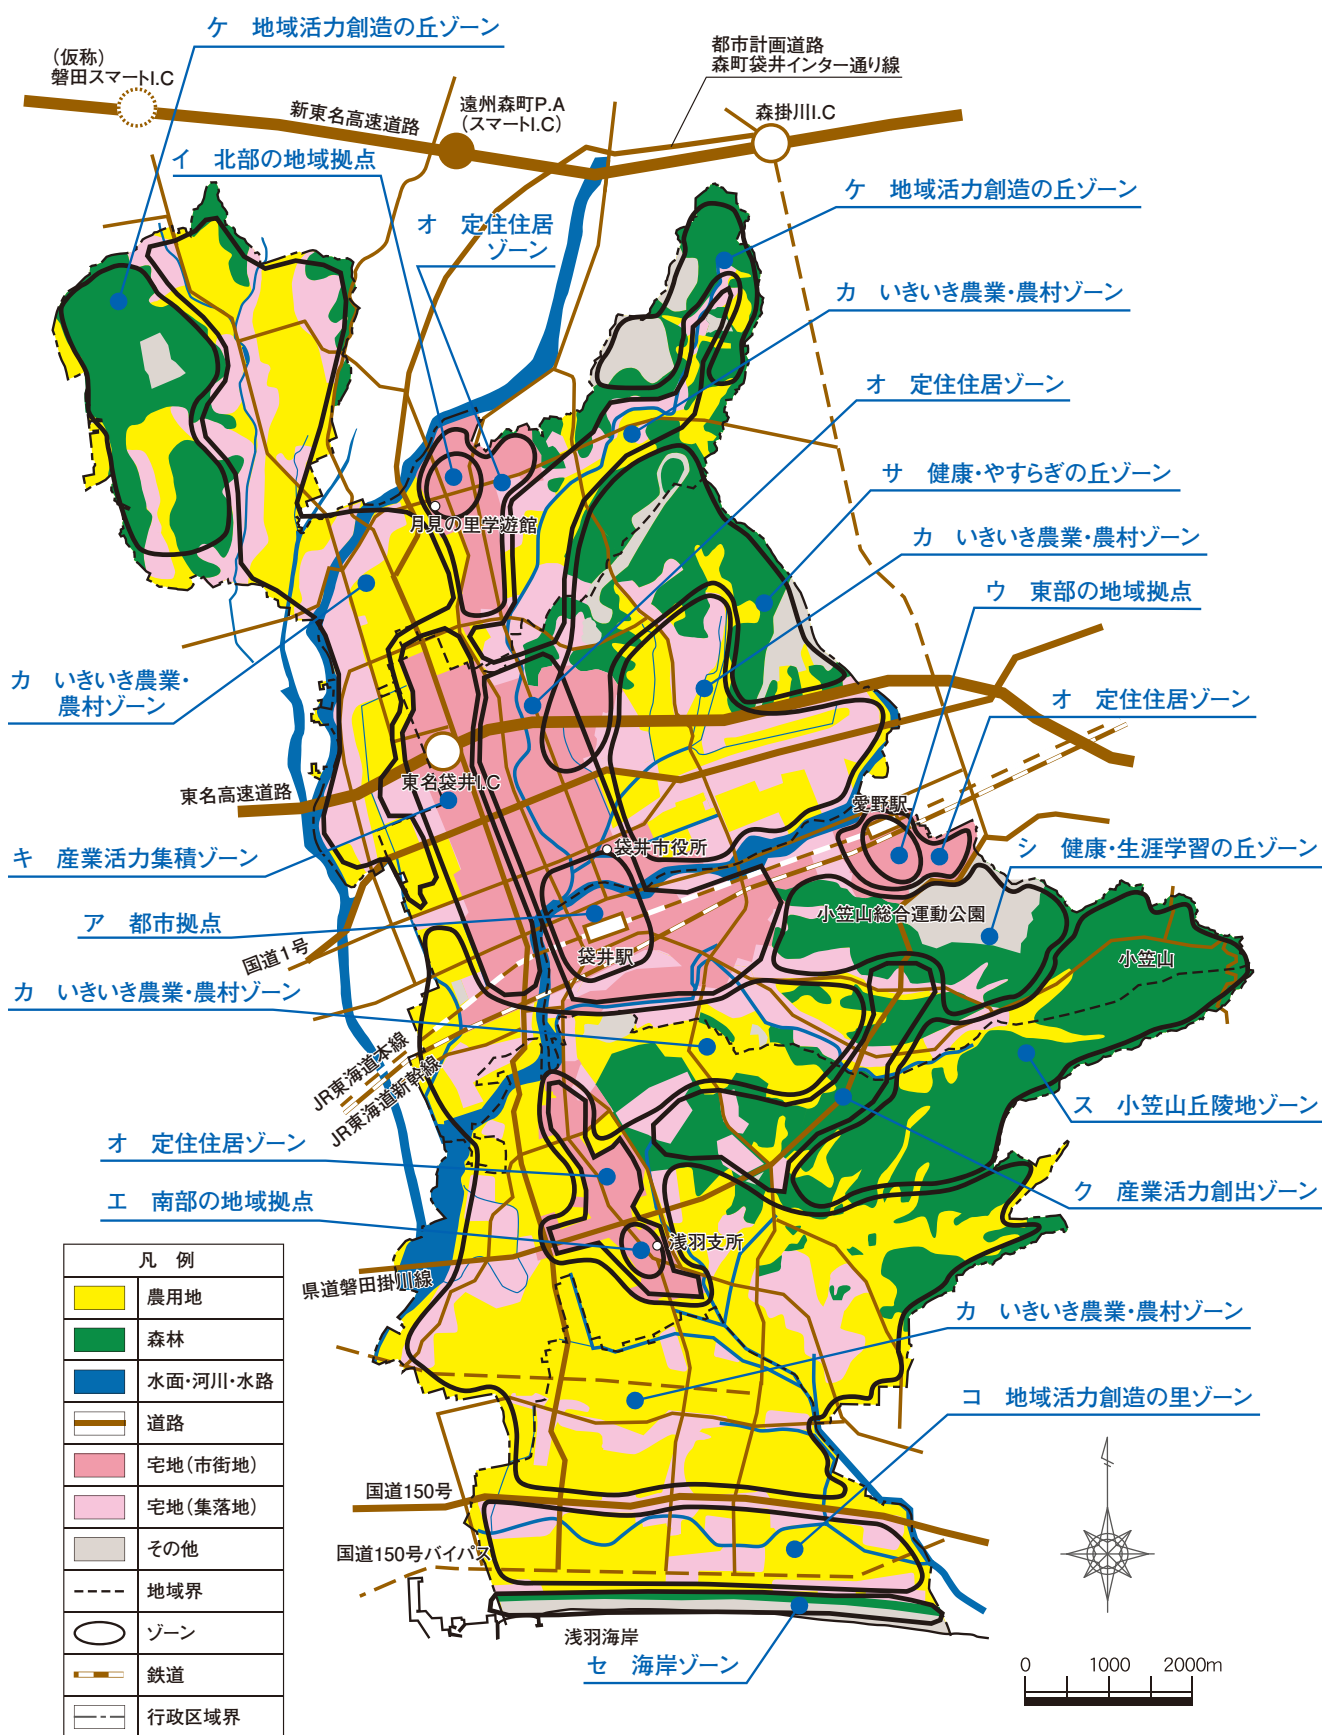 ケ　地域活力創造の丘ゾーン
(仮称)
磐田スマートI.C
都市計画道路
森町袋井インター通り線
新東名高速道路
遠州森町P.A
(スマートI.C)
森掛川I.C
イ　北部の地域拠点
ケ　地域活力創造の丘ゾーン
オ　定住住居
ゾーン
カ　いきいき農業・農村ゾーン
オ　定住住居ゾーン
サ　健康・やすらぎの丘ゾーン
月見の里学遊館
カ　いきいき農業・農村ゾーン
ウ　東部の地域拠点
カ　いきいき農業・
農村ゾーン
オ　定住住居ゾーン
東名高速道路
東名袋井I.C
愛野駅
キ　産業活力集積ゾーン
袋井市役所
シ　健康・生涯学習の丘ゾーン
ア　都市拠点
小笠山総合運動公園
国道1号
袋井駅
小笠山
カ　いきいき農業・農村ゾーン
JR東海道本線
JR東海道新幹線
ス　小笠山丘陵地ゾーン
オ　定住住居ゾーン
エ　南部の地域拠点
ク　産業活力創出ゾーン
浅羽支所
県道磐田掛川線
カ　いきいき農業・農村ゾーン
コ　地域活力創造の里ゾーン
国道150号
国道150号バイパス
浅羽海岸
セ　海岸ゾーン
凡　例
農用地
森林
水面・河川・水路
道路
宅地(市街地)
宅地(集落地)
その他
地域界
ゾーン
鉄道
行政区域界
0 1000 2000m